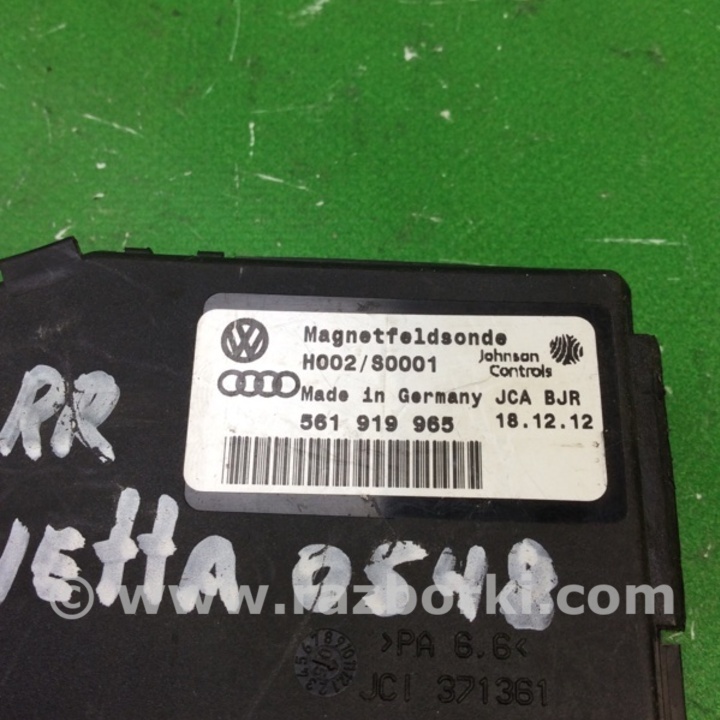 Magnetfeldsonde
H002/S0001
Johnson Controls
Made in Germany JCA BJR
561 919 965 18.12.12
RR
JETTA 0548
© www.razborki.com
>PA 6.6<
JCI 371361